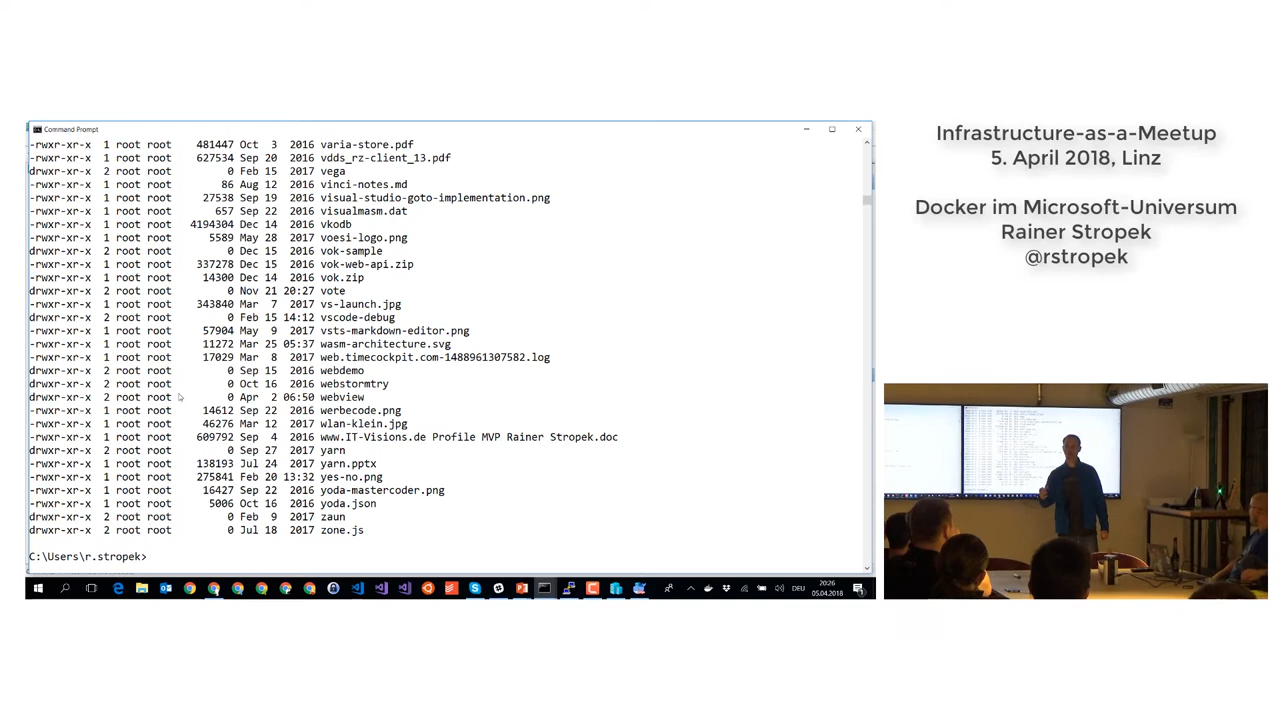 Command Prompt
-rwxr-xr-x 1 root root 481447 Oct 3 2016 varia-store.pdf
-rwxr-xr-x 1 root root 627534 Sep 20 2016 vdds_rz-client_13.pdf
drwxr-xr-x 2 root root 0 Feb 15 2017 vega
-rwxr-xr-x 1 root root 86 Aug 12 2016 vinci-notes.md
-rwxr-xr-x 1 root root 27538 Sep 19 2016 visual-studio-goto-implementation.png
-rwxr-xr-x 1 root root 657 Sep 22 2016 visualmasm.dat
-rwxr-xr-x 1 root root 4194304 Dec 14 2016 vkodb
-rwxr-xr-x 1 root root 5589 May 28 2017 voesi-logo.png
drwxr-xr-x 2 root root 0 Dec 15 2016 vok-sample
-rwxr-xr-x 1 root root 337278 Dec 15 2016 vok-web-api.zip
-rwxr-xr-x 1 root root 14300 Dec 14 2016 vok.zip
drwxr-xr-x 2 root root 0 Nov 21 20:27 vote
-rwxr-xr-x 1 root root 343840 Mar 7 2017 vs-launch.jpg
drwxr-xr-x 2 root root 0 Feb 15 14:12 vscode-debug
-rwxr-xr-x 1 root root 57904 May 9 2017 vsts-markdown-editor.png
-rwxr-xr-x 1 root root 11272 Mar 25 05:37 wasm-architecture.svg
-rwxr-xr-x 1 root root 17029 Mar 8 2017 web.timecockpit.com-1488961307582.log
drwxr-xr-x 2 root root 0 Sep 15 2016 webdemo
drwxr-xr-x 2 root root 0 Oct 16 2016 webstormtry
drwxr-xr-x 2 root root 0 Apr 2 06:50 webview
-rwxr-xr-x 1 root root 14612 Sep 22 2016 werbecode.png
-rwxr-xr-x 1 root root 46276 Mar 12 2017 wlan-klein.jpg
-rwxr-xr-x 1 root root 609792 Sep 4 2016 www.IT-Visions.de Profile MVP Rainer Stropek.doc
drwxr-xr-x 2 root root 0 Sep 27 2017 yarn
-rwxr-xr-x 1 root root 138193 Jul 24 2017 yarn.pptx
-rwxr-xr-x 1 root root 275841 Feb 20 13:32 yes-no.png
-rwxr-xr-x 1 root root 16427 Sep 22 2016 yoda-mastercoder.png
-rwxr-xr-x 1 root root 5006 Oct 16 2016 yoda.json
drwxr-xr-x 2 root root 0 Feb 9 2017 zaun
drwxr-xr-x 2 root root 0 Jul 18 2017 zone.js
C:\Users\r.stropek>
DEU
20:26
05.04.2018
Infrastructure-as-a-Meetup
5. April 2018, Linz
Docker im Microsoft-Universum
Rainer Stropek
@rstropek